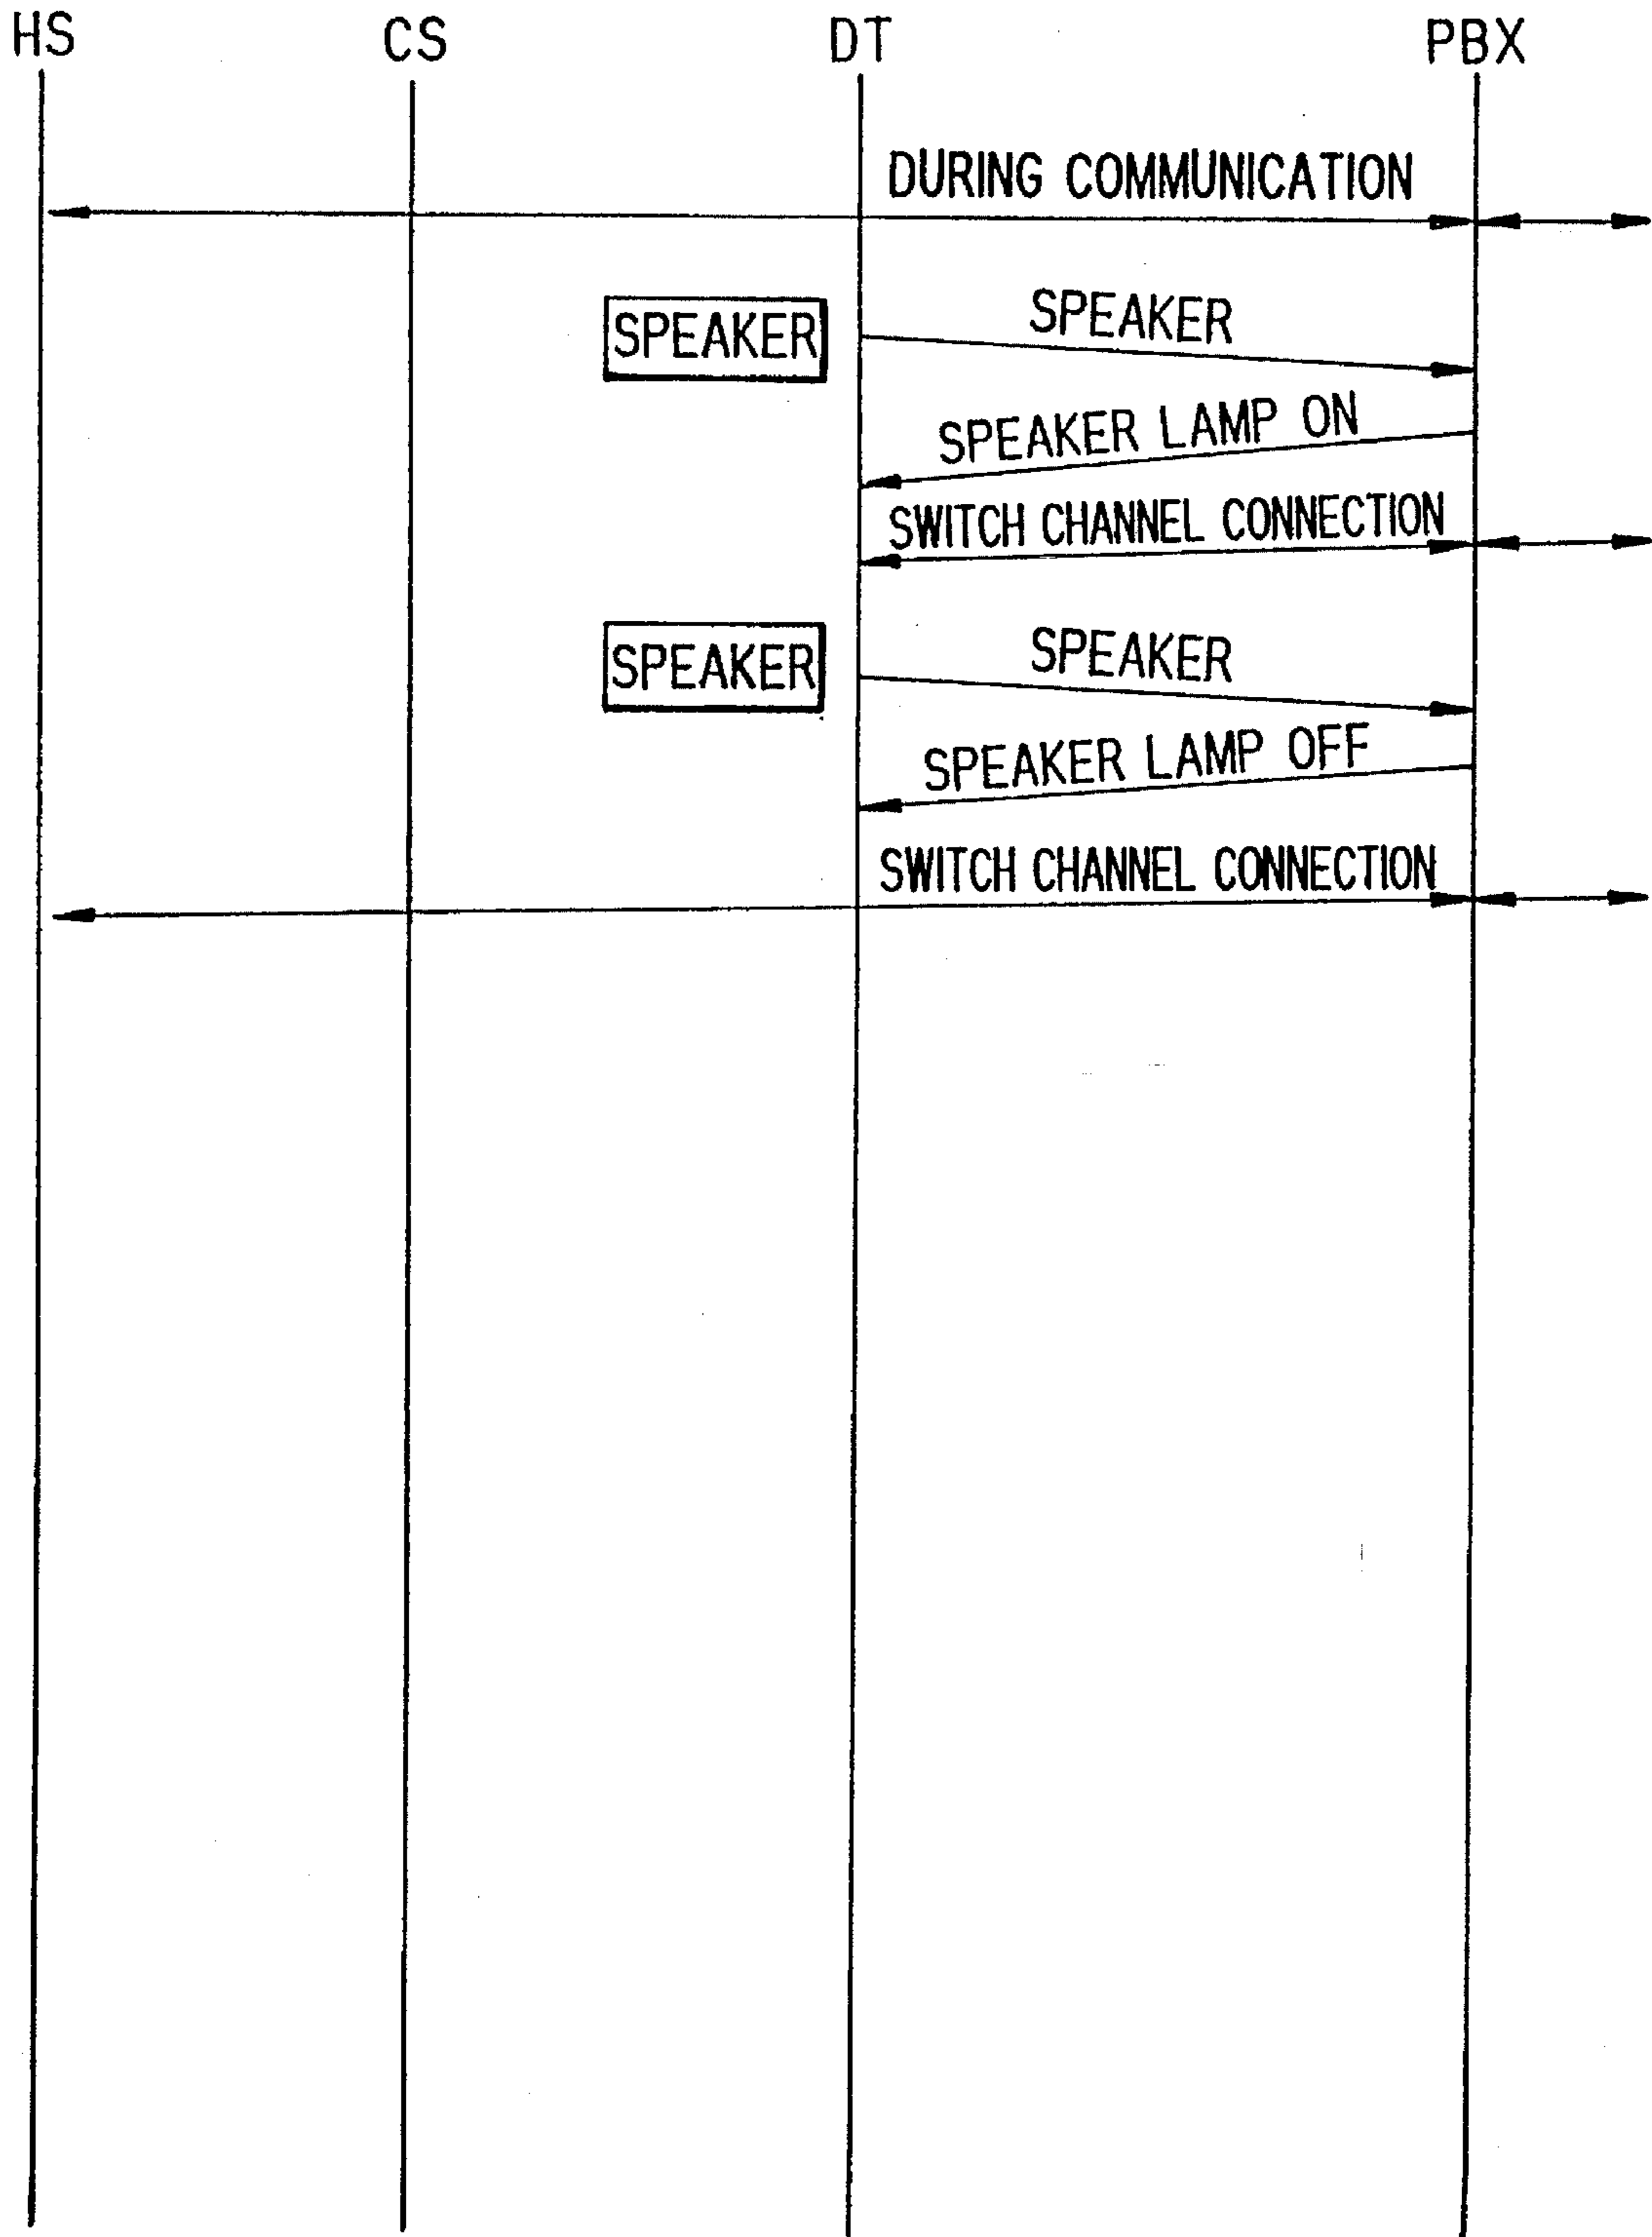 HS CS DT PBX
DURING COMMUNICATION
SPEAKER SPEAKER
SPEAKER LAMP ON
SWITCH CHANNEL CONNECTION
SPEAKER SPEAKER
SPEAKER LAMP OFF
SWITCH CHANNEL CONNECTION